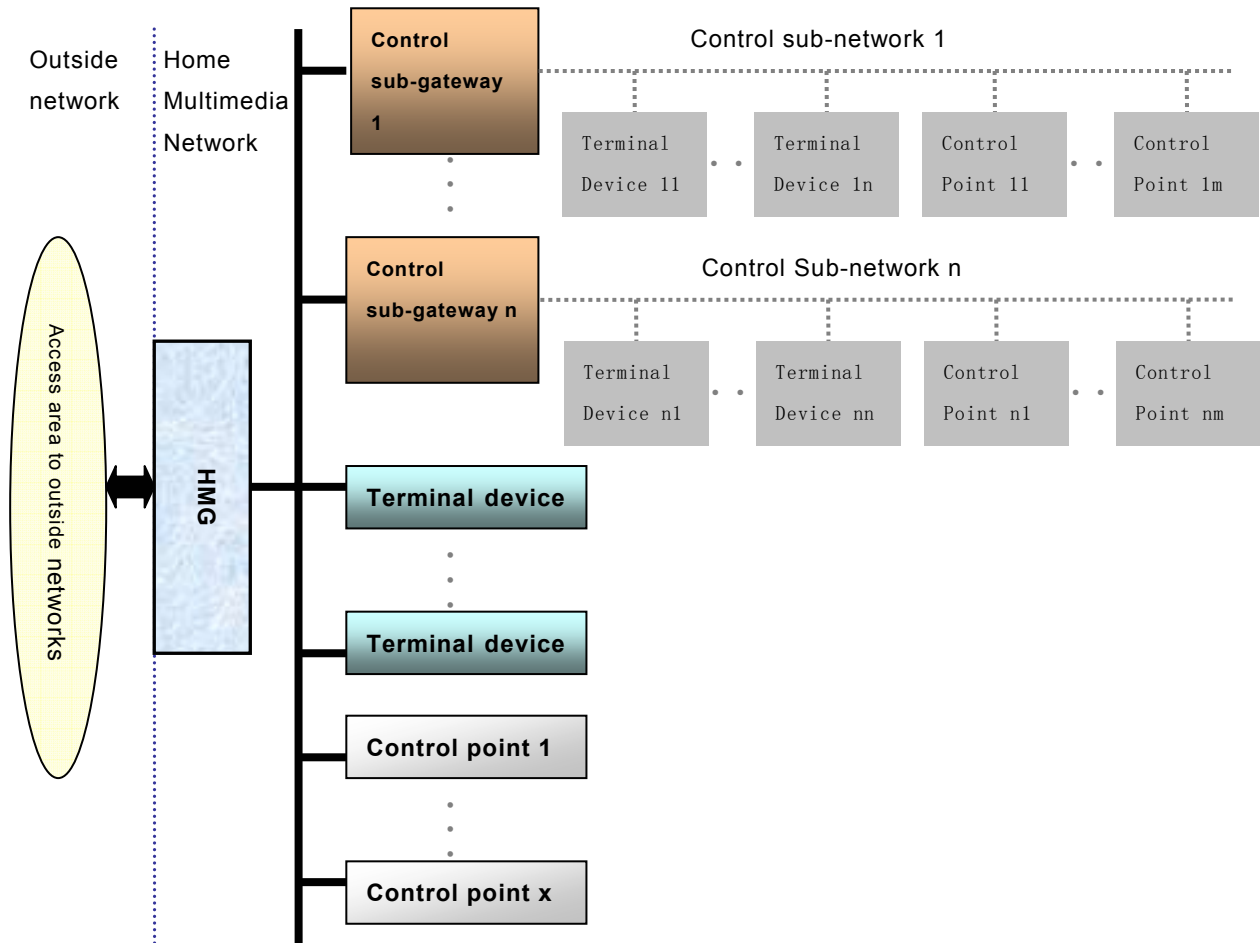 Outside
network
Home
Multimedia
Network
Control
sub-gateway
1
Control sub-network 1
Terminal
Device 11
Terminal
Device 1n
Control
Point 11
Control
Point 1m
Control
sub-gateway n
Control Sub-network n
Terminal
Device n1
Terminal
Device nn
Control
Point n1
Control
Point nm
Access area to outside networks
HMG
Terminal device
Terminal device
Control point 1
Control point x